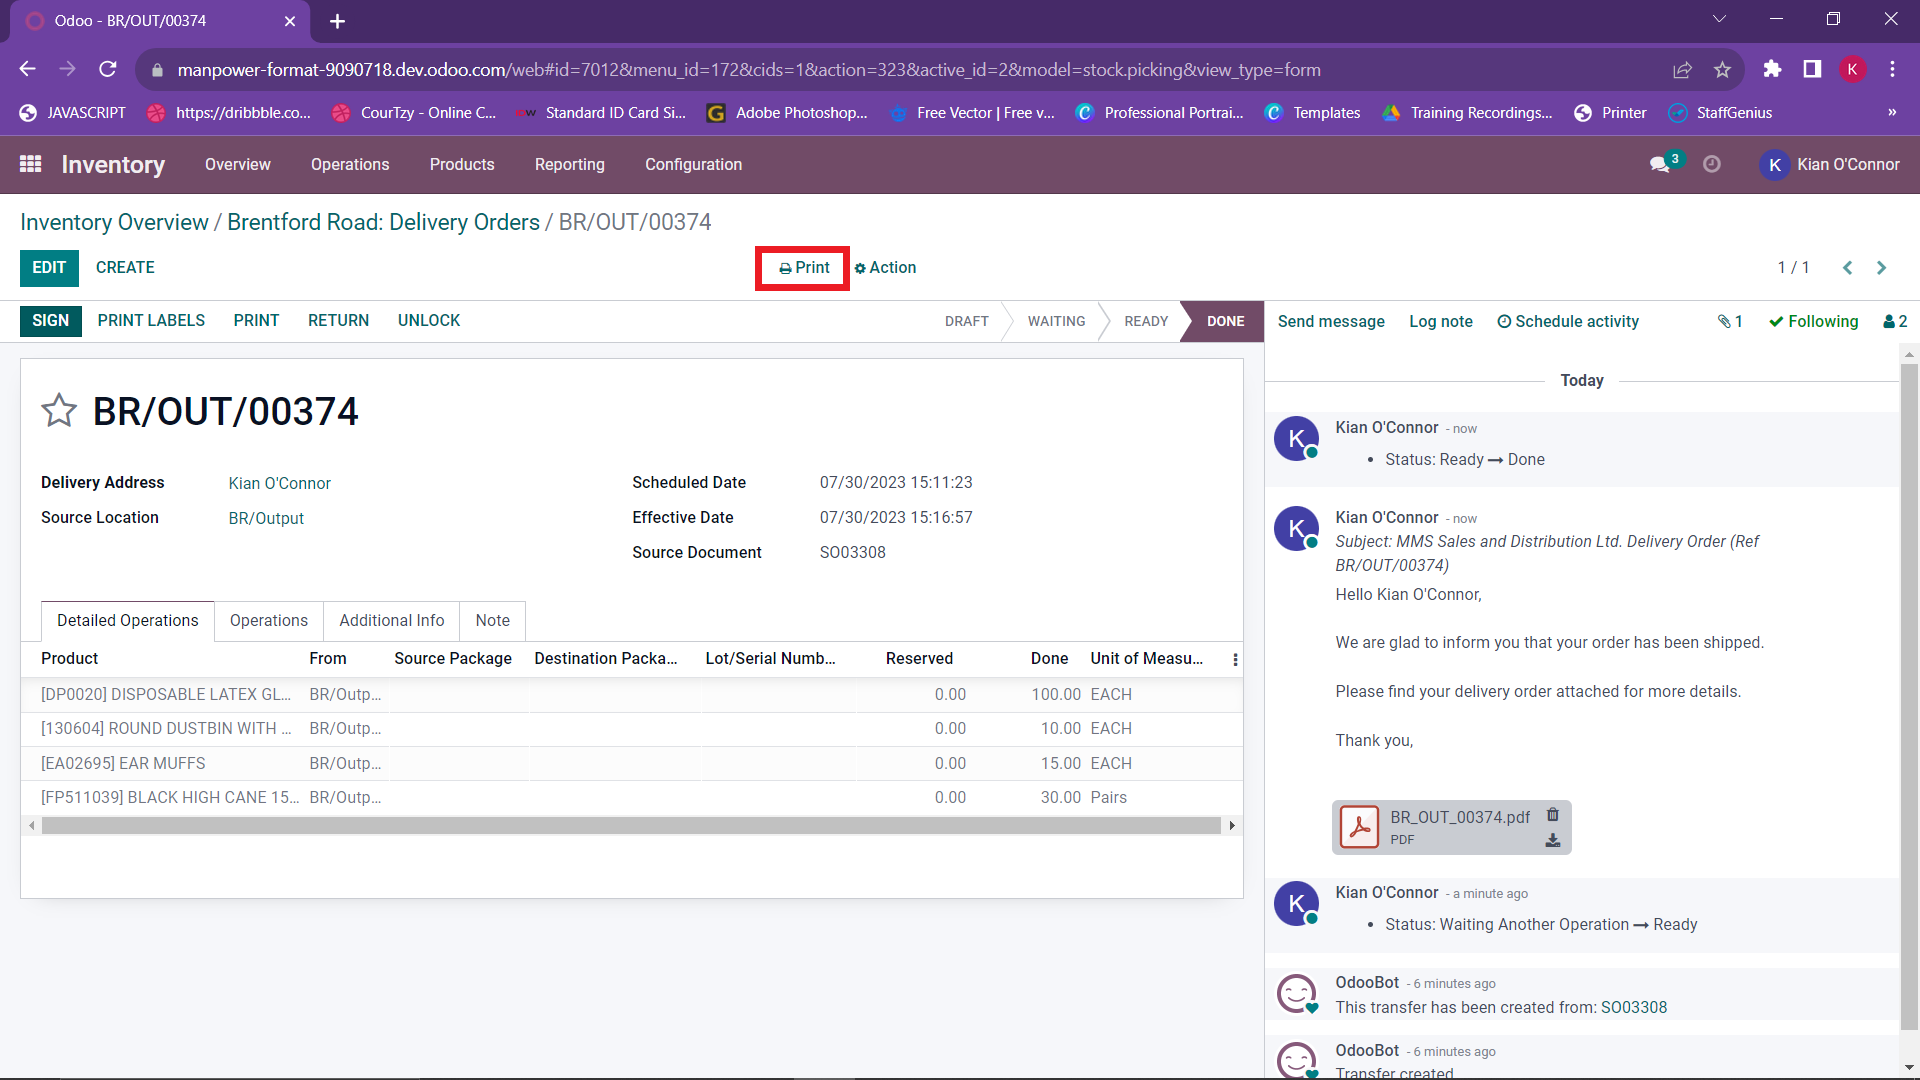 Odoo - BR/OUT/00374
manpower-format-9090718.dev.odoo.com/web#id=7012&menu_id=172&cids=1&action=323&active_id=2&model=stock.picking&view_type=form
K
JAVASCRIPT https://dribbble.co... CourTzy - Online C... Standard ID Card Si... Adobe Photoshop... Free Vector | Free v... Professional Portrai... Templates Training Recordings... Printer StaffGenius »
Inventory Overview Operations Products Reporting Configuration 3 K Kian O'Connor
Inventory Overview / Brentford Road: Delivery Orders / BR/OUT/00374
EDIT CREATE Print Action 1 / 1
SIGN PRINT LABELS PRINT RETURN UNLOCK DRAFT WAITING READY DONE
Send message Log note Schedule activity 1 Following 2
BR/OUT/00374
Delivery Address Kian O'Connor
Source Location BR/Output
Scheduled Date 07/30/2023 15:11:23
Effective Date 07/30/2023 15:16:57
Source Document SO03308
Detailed Operations Operations Additional Info Note
Product From Source Package Destination Packa... Lot/Serial Numb... Reserved Done Unit of Measu...
[DP0020] DISPOSABLE LATEX GL... BR/Outp... 0.00 100.00 EACH
[130604] ROUND DUSTBIN WITH ... BR/Outp... 0.00 10.00 EACH
[EA02695] EAR MUFFS BR/Outp... 0.00 15.00 EACH
[FP511039] BLACK HIGH CANE 15... BR/Outp... 0.00 30.00 Pairs
Today
K Kian O'Connor - now
• Status: Ready → Done
K Kian O'Connor - now
Subject: MMS Sales and Distribution Ltd. Delivery Order (Ref
BR/OUT/00374)
Hello Kian O'Connor,
We are glad to inform you that your order has been shipped.
Please find your delivery order attached for more details.
Thank you,
BR_OUT_00374.pdf
PDF
K Kian O'Connor - a minute ago
• Status: Waiting Another Operation → Ready
OdooBot - 6 minutes ago
This transfer has been created from: SO03308
OdooBot - 6 minutes ago
Transfer created